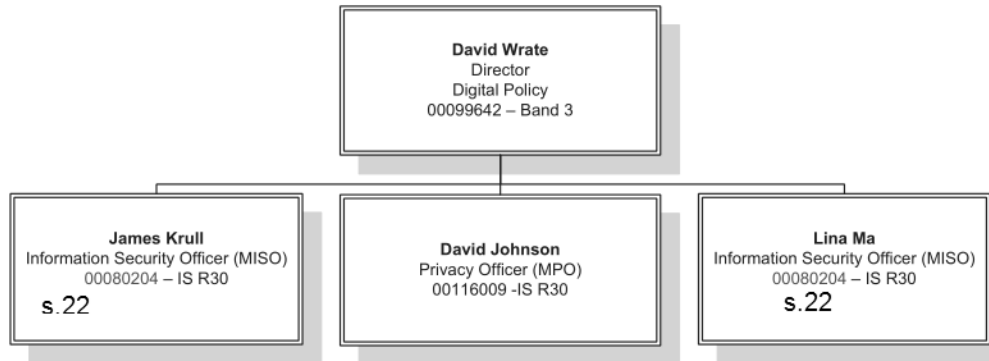 David Wrate
Director
Digital Policy
00099642 – Band 3
James Krull
Information Security Officer (MISO)
00080204 – IS R30
s.22
David Johnson
Privacy Officer (MPO)
00116009 -IS R30
Lina Ma
Information Security Officer (MISO)
00080204 – IS R30
s.22